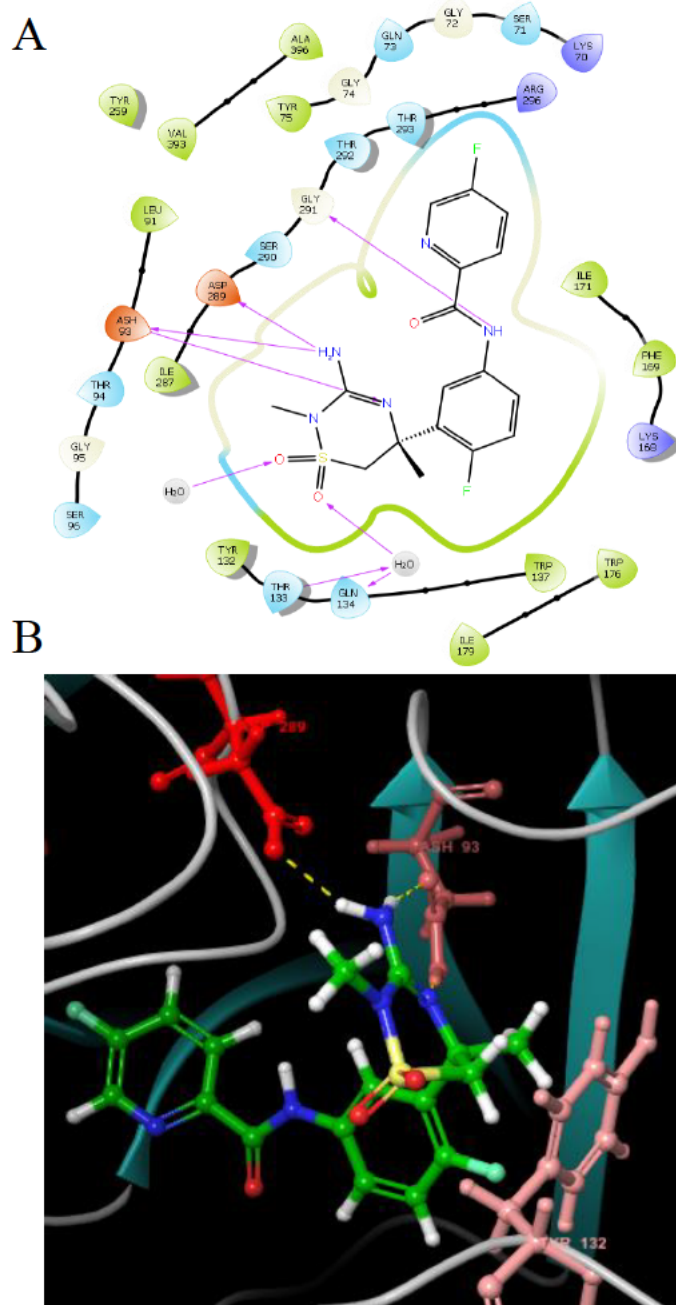 A
ALA
396
GLN
73
GLY
72
SER
71
LYS
70
TYR
259
VAL
393
TYR
75
GLY
74
THR
292
THR
293
ARG
296
LEU
91
GLY
291
SER
290
ASP
289
ASH
93
ILE
287
THR
94
GLY
95
SER
96
F
N
O
NH
H₂N
N
N
S
O
O
F
ILE
171
PHE
169
LYS
168
H₂O
H₂O
TYR
132
THR
133
GLN
134
TRP
137
TRP
176
ILE
179
B
289
ASH 93
TYR 132